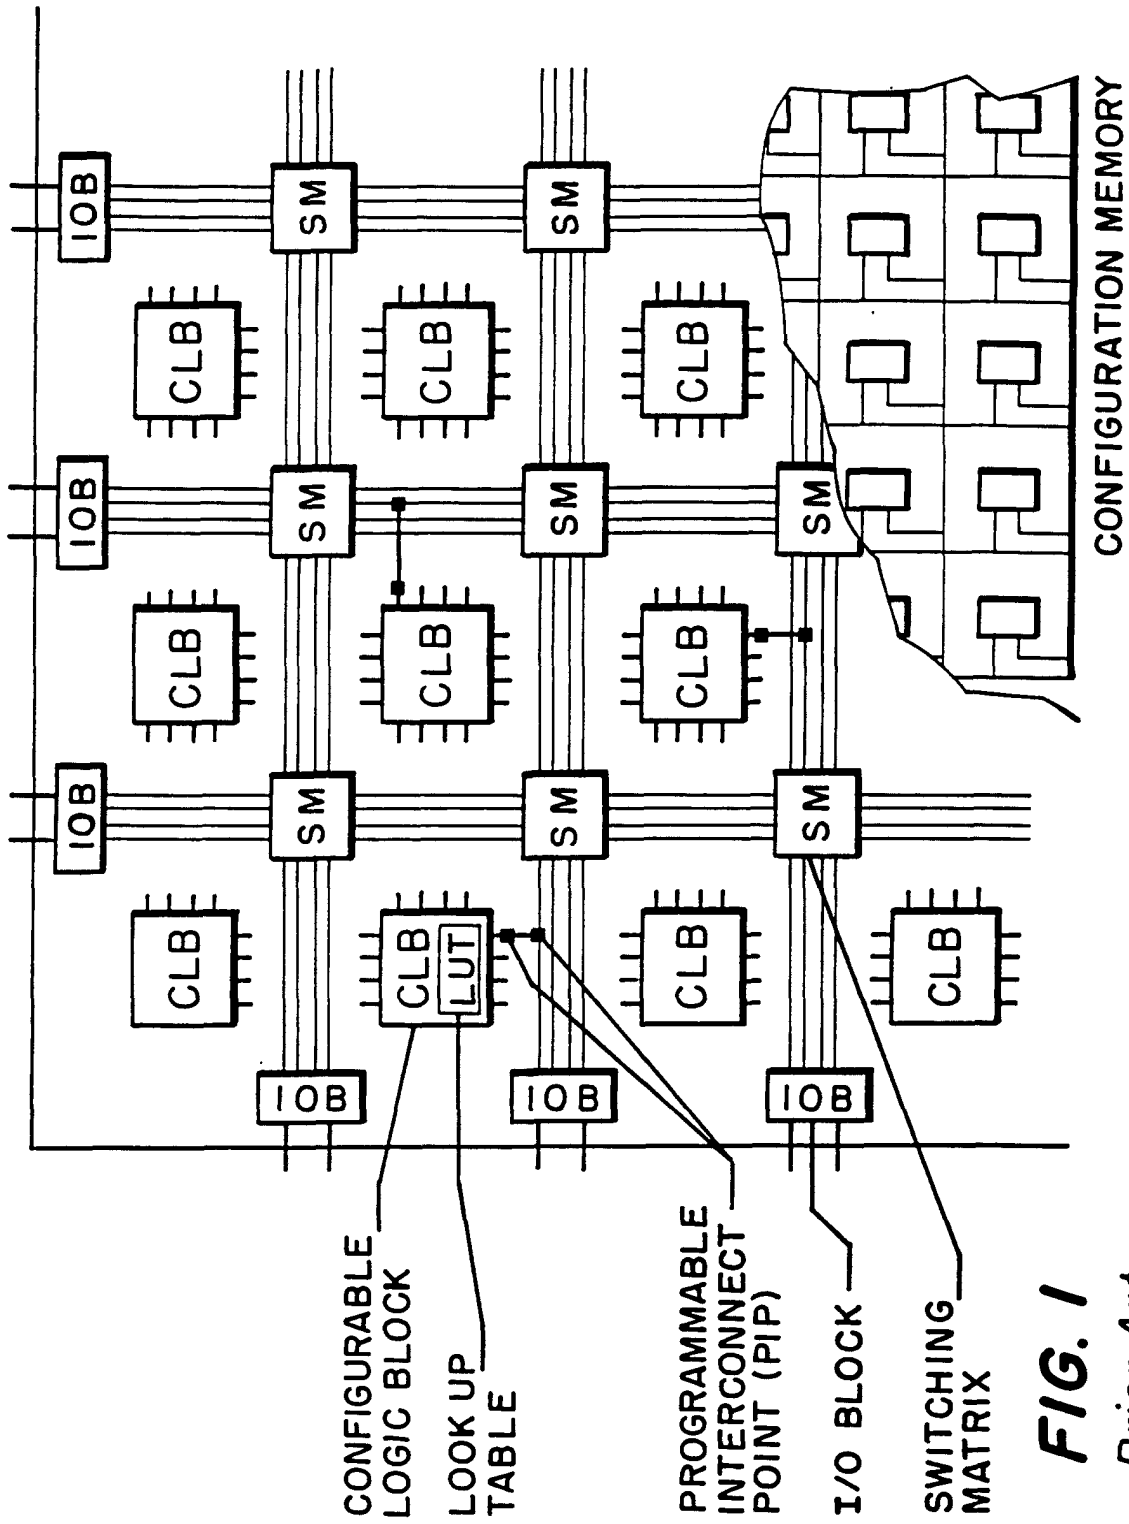 IOB
IOB
IOB
CLB
CLB
CLB
IOB
SM
SM
SM
CONFIGURABLE
LOGIC BLOCK
CLB
CLB
CLB
LUT
LOOK UP
TABLE
IOB
SM
SM
SM
PROGRAMMABLE
INTERCONNECT
POINT (PIP)
CLB
CLB
CLB
IOB
SM
SM
I/O BLOCK
SWITCHING
MATRIX
CLB
FIG. 1
Prior Art
CONFIGURATION MEMORY